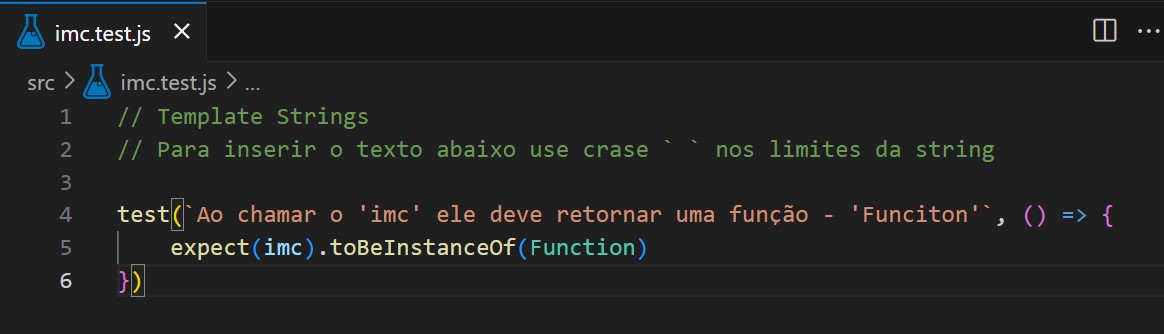 imc.test.js ×
src > imc.test.js > ...
1 // Template Strings
2 // Para inserir o texto abaixo use crase ` ` nos limites da string
3
4 test(`Ao chamar o 'imc' ele deve retornar uma função - 'Funciton'`, () => {
5     expect(imc).toBeInstanceOf(Function)
6 })